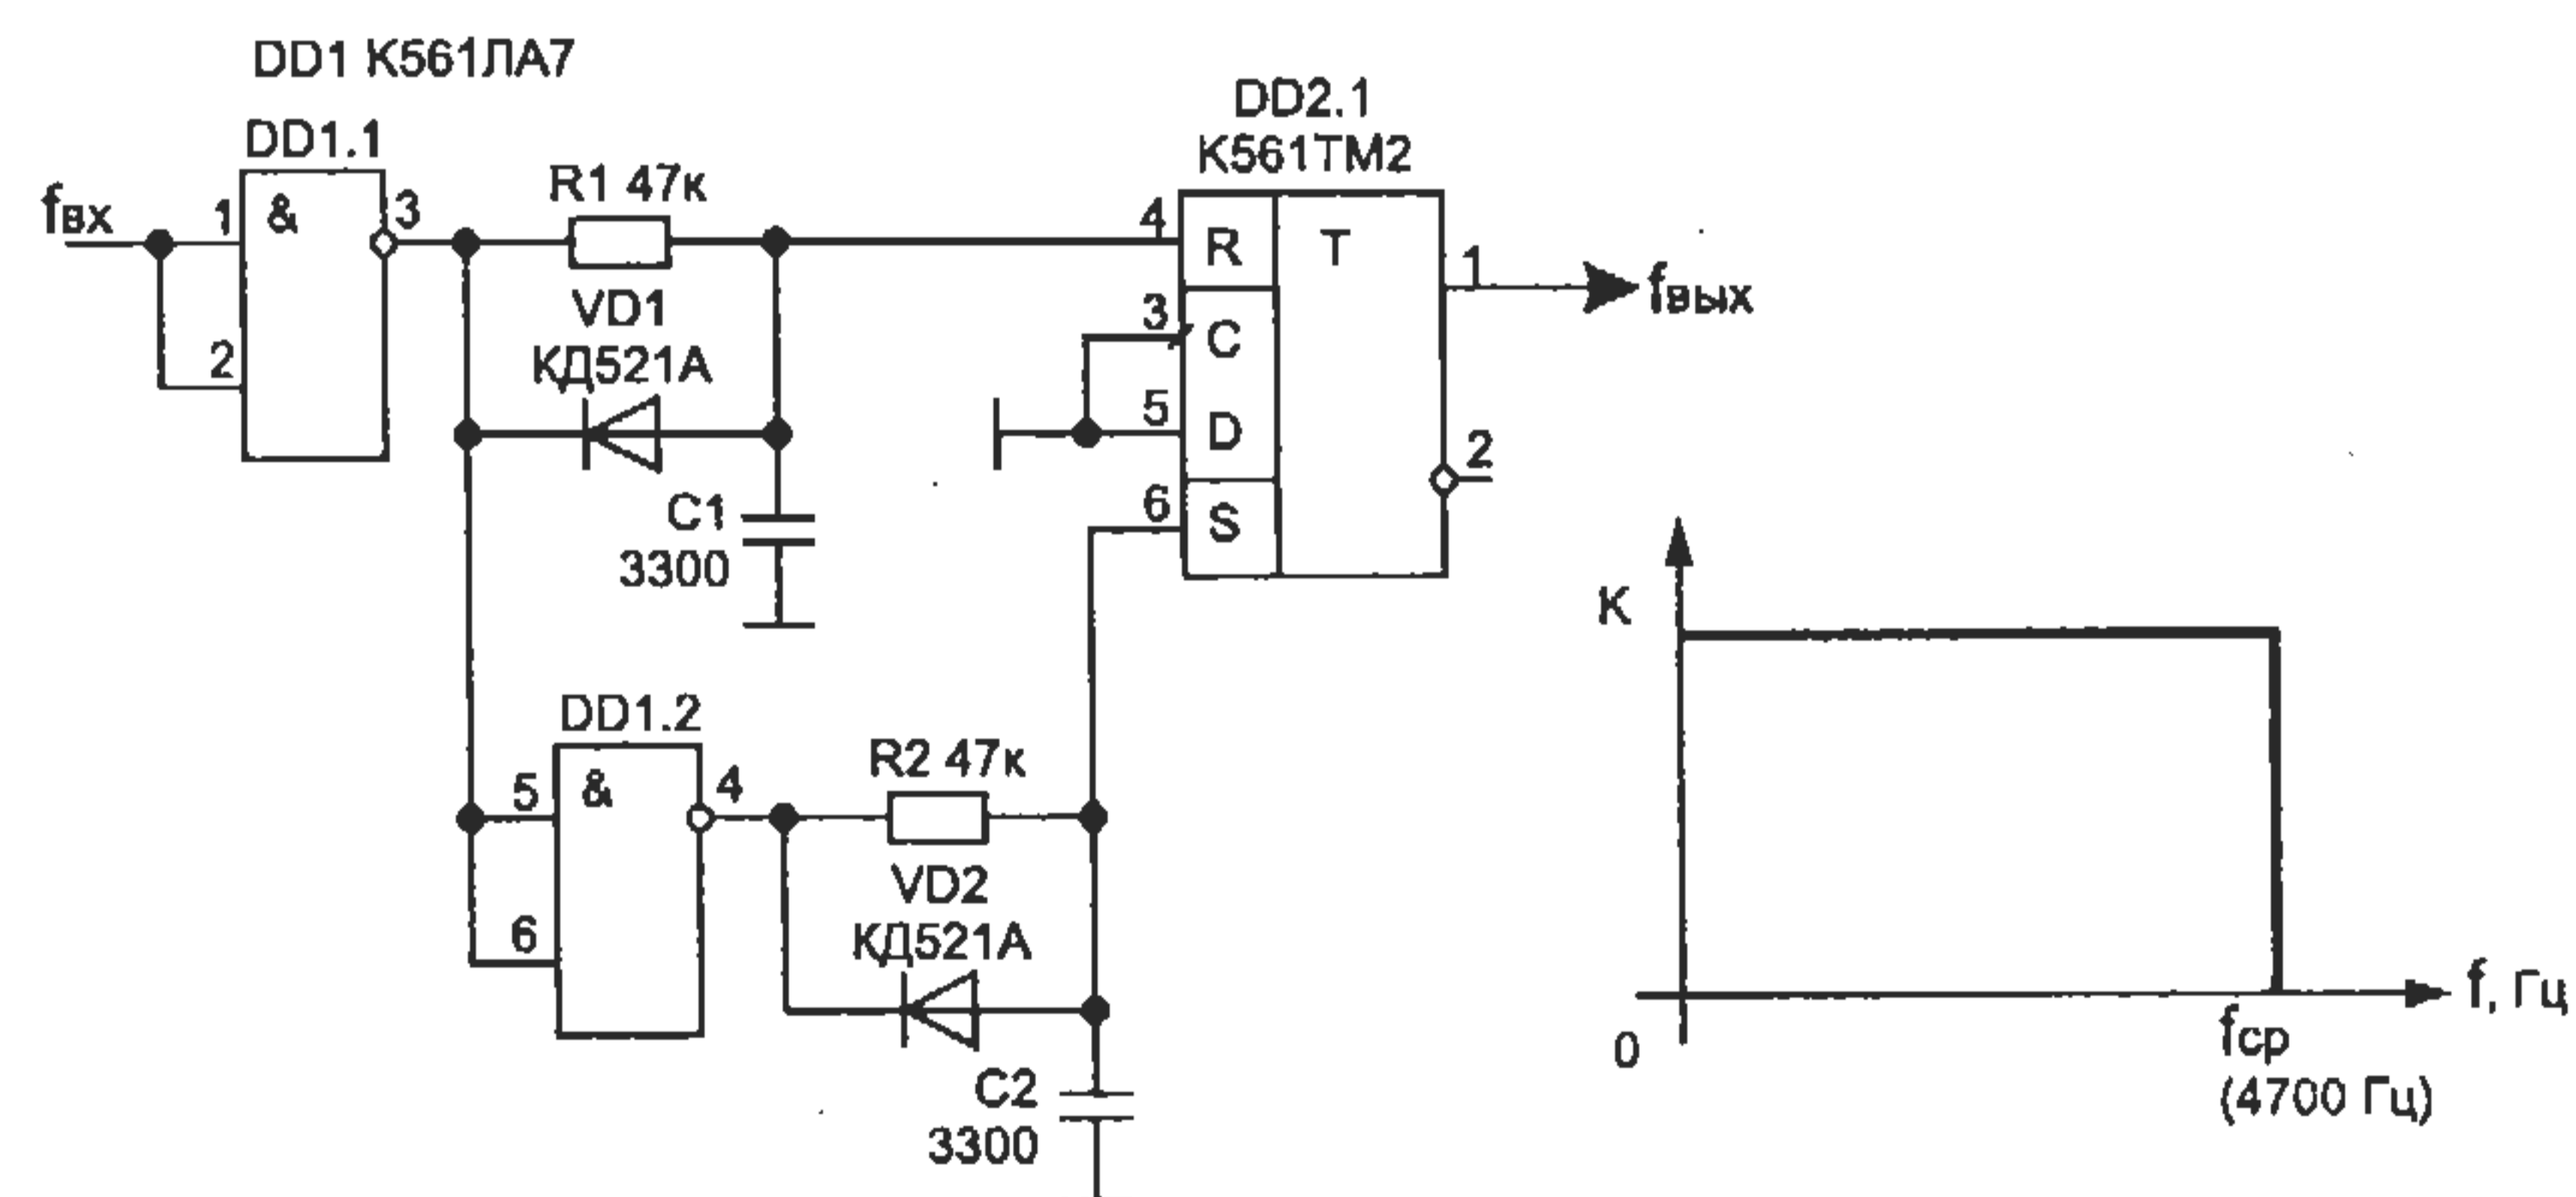 DD1 К561ЛА7
DD1.1
fвх
1
&
3
2
R1 47к
VD1
КД521А
C1
3300
DD2.1
К561ТМ2
4
R
T
3
C
5
D
6
S
1
fвых
2
DD1.2
5
&
4
6
R2 47к
VD2
КД521А
C2
3300
K
0
f, Гц
fср
(4700 Гц)